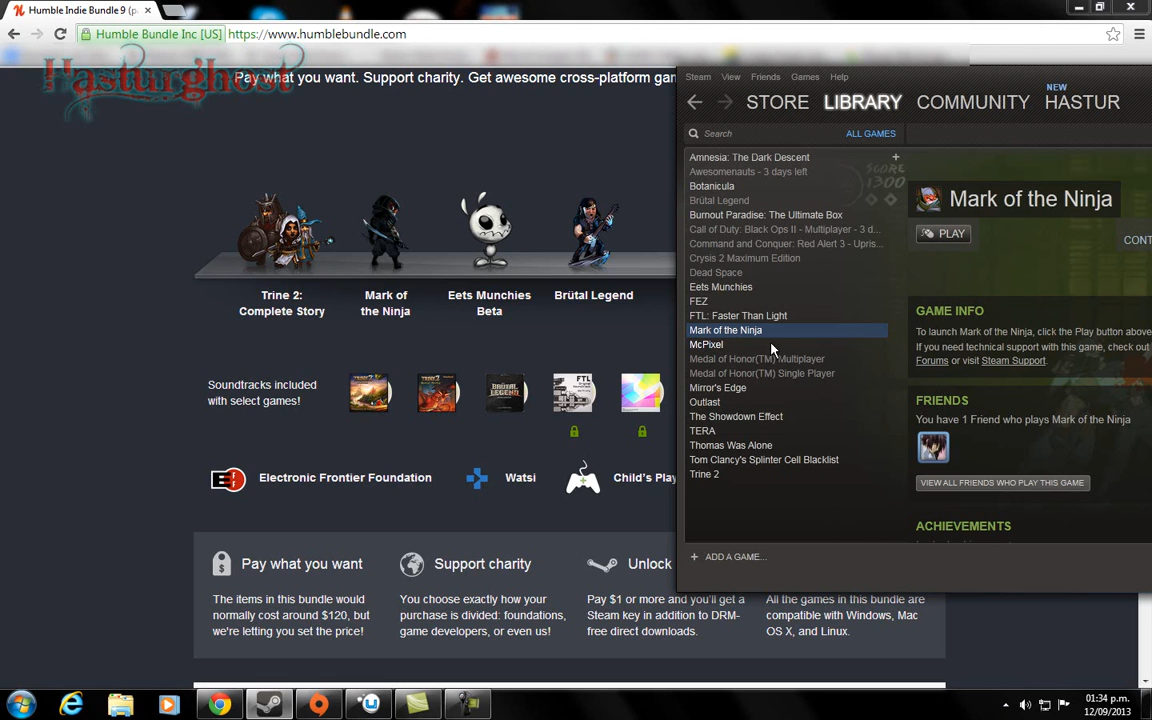 Humble Indie Bundle 9 (p
Humble Bundle Inc [US]
https://www.humblebundle.com
Hasturghost
Pay what you want. Support charity. Get awesome cross-platform gam
Trine 2:
Complete Story
Mark of
the Ninja
Eets Munchies
Beta
Brütal Legend
Soundtracks included
with select games!
TRINE 2
BRÜTAL LEGEND
FTL
EFF
Electronic Frontier Foundation
Watsi
Child's Play
Pay what you want
The items in this bundle would
normally cost around $120, but
we're letting you set the price!
Support charity
You choose exactly how your
purchase is divided: foundations,
game developers, or even us!
Unlock
Pay $1 or more and you'll get a
Steam key in addition to DRM-
free direct downloads.
All the games in this bundle are
compatible with Windows, Mac
OS X, and Linux.
Steam View Friends Games Help
STORE LIBRARY COMMUNITY NEW HASTUR
Search
ALL GAMES
Amnesia: The Dark Descent
Awesomenauts - 3 days left
Botanicula
Brütal Legend
Burnout Paradise: The Ultimate Box
Call of Duty: Black Ops II - Multiplayer - 3 d...
Command and Conquer: Red Alert 3 - Upris...
Crysis 2 Maximum Edition
Dead Space
Eets Munchies
FEZ
FTL: Faster Than Light
Mark of the Ninja
McPixel
Medal of Honor(TM) Multiplayer
Medal of Honor(TM) Single Player
Mirror's Edge
Outlast
The Showdown Effect
TERA
Thomas Was Alone
Tom Clancy's Splinter Cell Blacklist
Trine 2
+ ADD A GAME...
SCORE
1300
Mark of the Ninja
PLAY
CONT
GAME INFO
To launch Mark of the Ninja, click the Play button above
If you need technical support with this game, check out
Forums or visit Steam Support.
FRIENDS
You have 1 Friend who plays Mark of the Ninja
VIEW ALL FRIENDS WHO PLAY THIS GAME
ACHIEVEMENTS
01:34 p.m.
12/09/2013